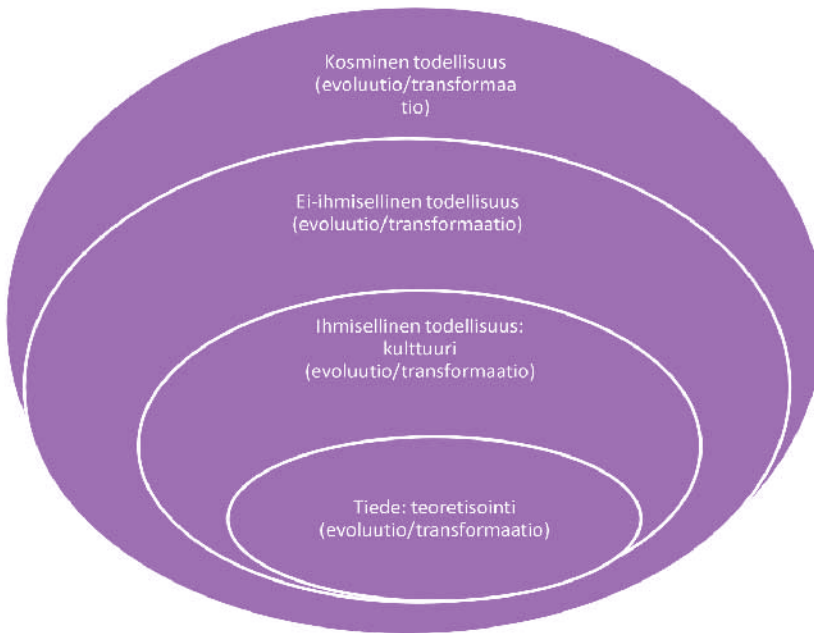 Kosminen todellisuus
(evoluutio/transformaa
tio)
Ei-ihmisellinen todellisuus
(evoluutio/transformaatio)
Ihmisellinen todellisuus:
kulttuuri
(evoluutio/transformaatio)
Tiede: teoretisointi
(evoluutio/transformaatio)